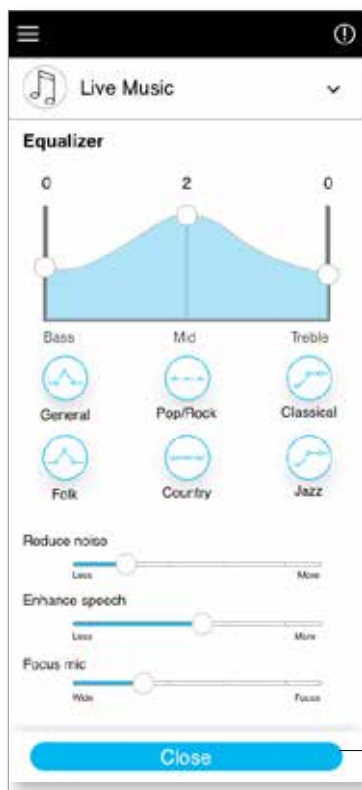 Live Music
Equalizer
0 2 0
Bass Mid Treble
General Pop/Rock Classical
Folk Country Jazz
Reduce noise
Less More
Enhance speech
Less More
Focus mic
Wide Focus
Close